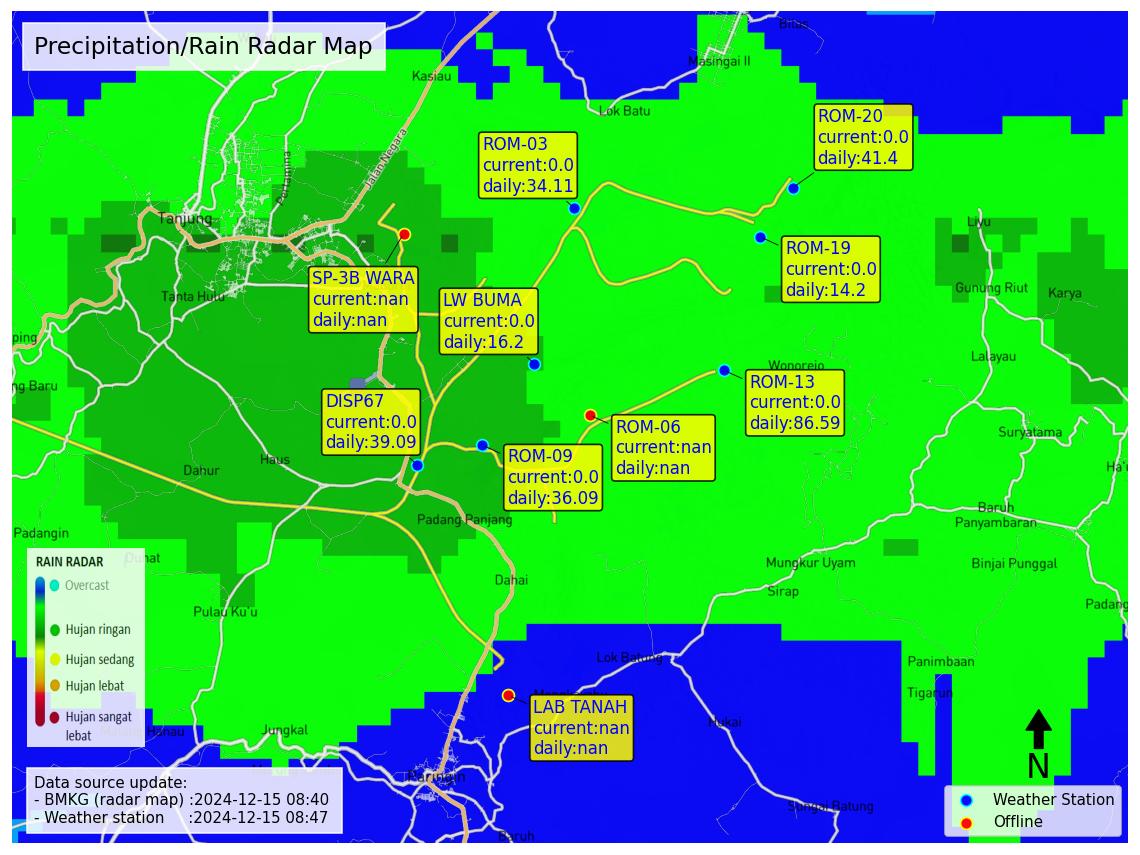 Precipitation/Rain Radar Map
Bilas
Masingai II
Kasiau
Lok Batu
ROM-20
current:0.0
daily:41.4
ROM-03
current:0.0
daily:34.11
Jalan Negara
Pertamina
Tanjung
Liyu
ROM-19
current:0.0
daily:14.2
SP-3B WARA
current:nan
daily:nan
LW BUMA
current:0.0
daily:16.2
Tanta Hulu
Gunung Riut
Karya
ping
Lalayau
Wonorejo
ng Baru
ROM-13
current:0.0
daily:86.59
DISP67
current:0.0
daily:39.09
ROM-06
current:nan
daily:nan
Suryatama
ROM-09
current:0.0
daily:36.09
Haus
Dahur
Baruh
Panyambaran
Padang Panjang
Padangin
Mungkur Uyam
Binjai Punggal
Dahai
Sirap
Padang
Pulau Ku'u
RAIN RADAR
Overcast
Hujan ringan
Hujan sedang
Hujan lebat
Hujan sangat
lebat
Lok Batung
Panimbaan
Tigarun
LAB TANAH
current:nan
daily:nan
Hukai
Jungkal
Paringin
Sungai Batung
Baruh
N
Data source update:
- BMKG (radar map) :2024-12-15 08:40
- Weather station :2024-12-15 08:47
Weather Station
Offline